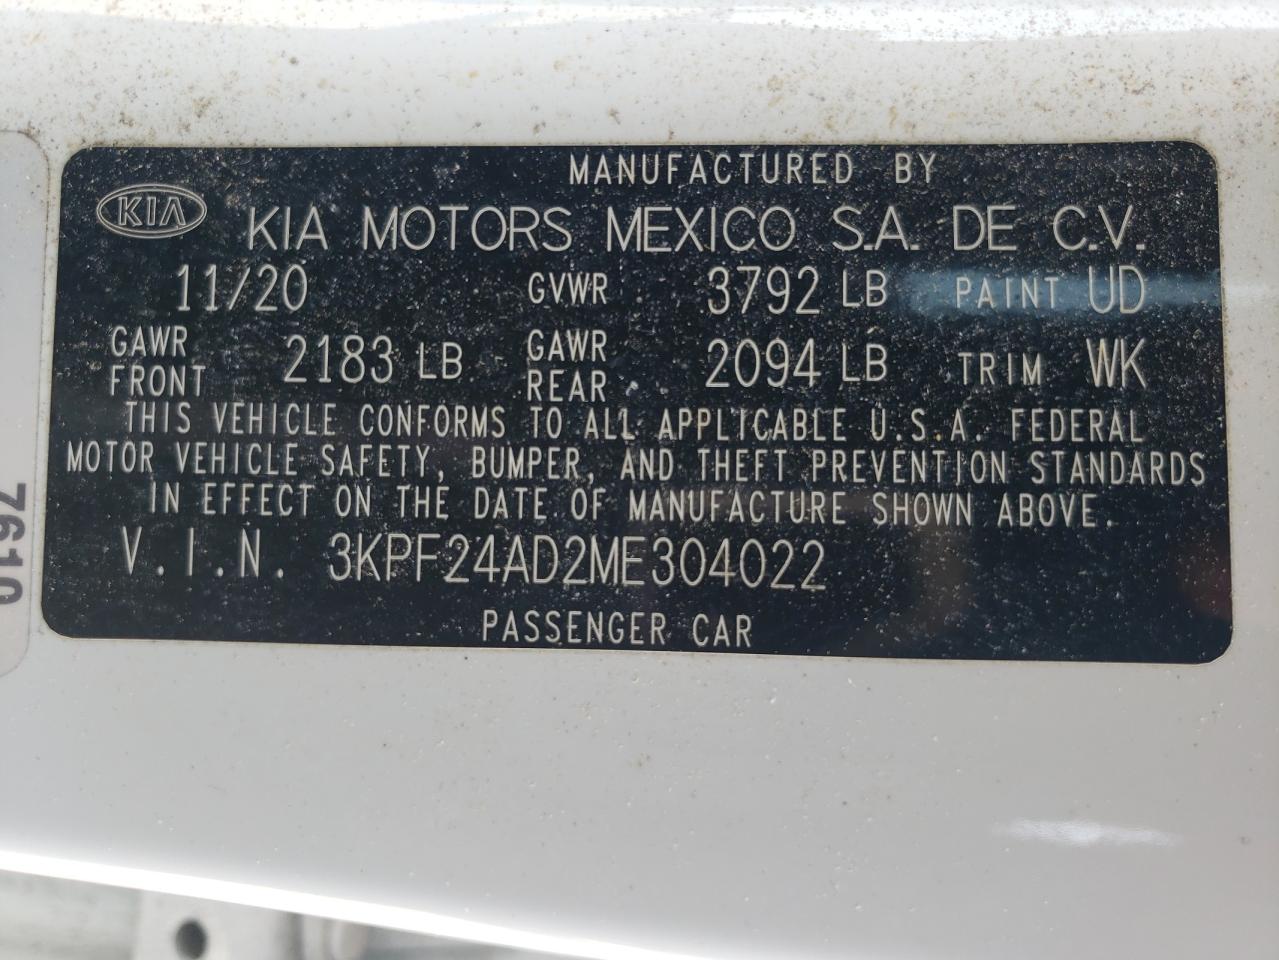 MANUFACTURED BY
KIA KIA MOTORS MEXICO S.A. DE C.V.
11/20 GVWR 3792 LB PAINT UD
GAWR FRONT 2183 LB GAWR REAR 2094 LB TRIM WK
THIS VEHICLE CONFORMS TO ALL APPLICABLE U.S.A. FEDERAL
MOTOR VEHICLE SAFETY, BUMPER, AND THEFT PREVENTION STANDARDS
IN EFFECT ON THE DATE OF MANUFACTURE SHOWN ABOVE.
V.I.N. 3KPF24AD2ME304022
PASSENGER CAR